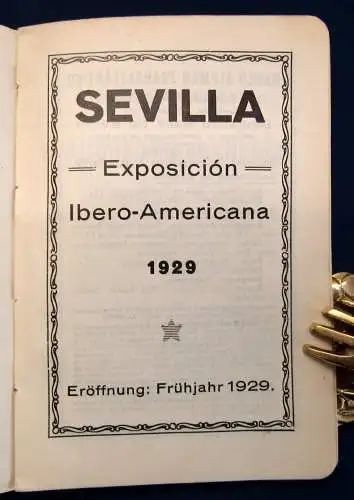 SEVILLA
Exposición
Ibero-Americana
1929
Eröffnung: Frühjahr 1929.